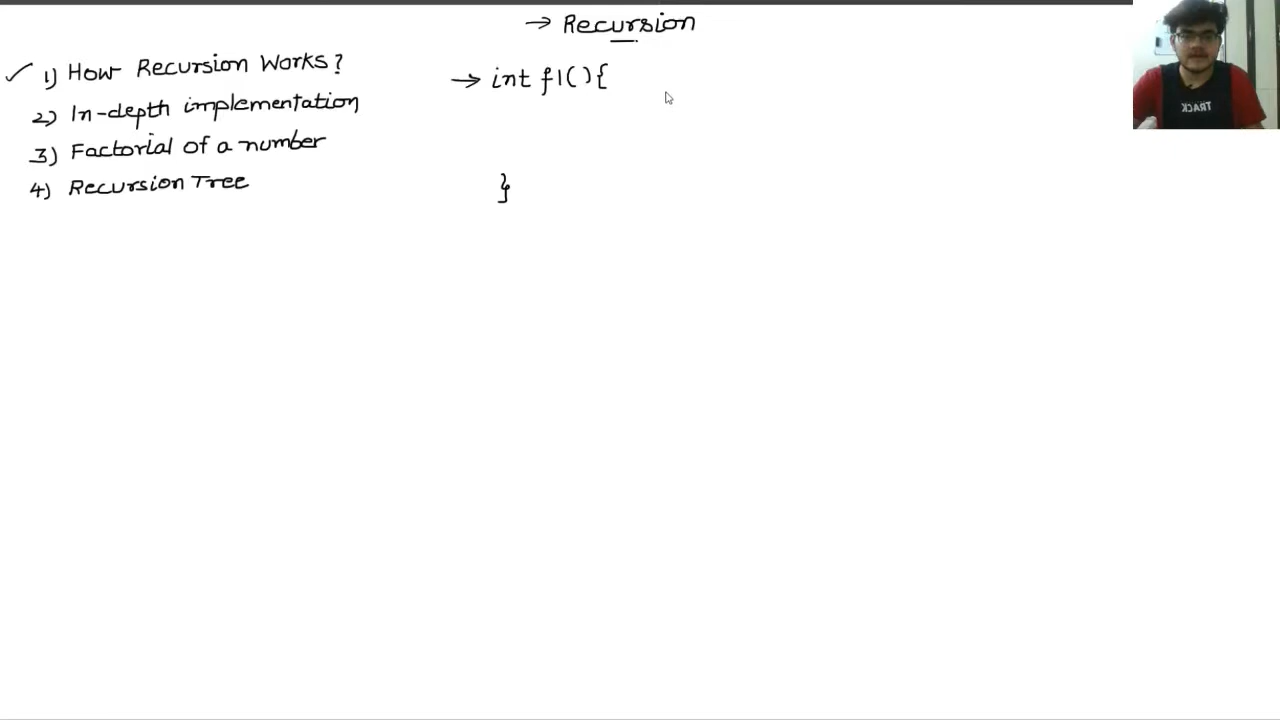 → Recursion
✓ 1) How Recursion Works?
2) In-depth implementation
3) Factorial of a number
4) Recursion Tree
→ int f1(){
}
TRACK